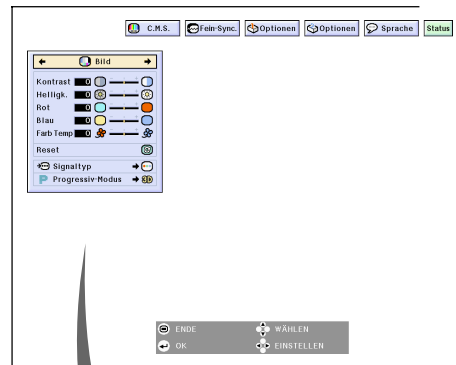 C.M.S. Fein-Sync. Optionen Optionen Sprache Status
Bild
Kontrast 0
Helligk. 0
Rot 0
Blau 0
Farb Temp 0
Reset
Signaltyp
P Progressiv-Modus
ENDE WÄHLEN
OK EINSTELLEN